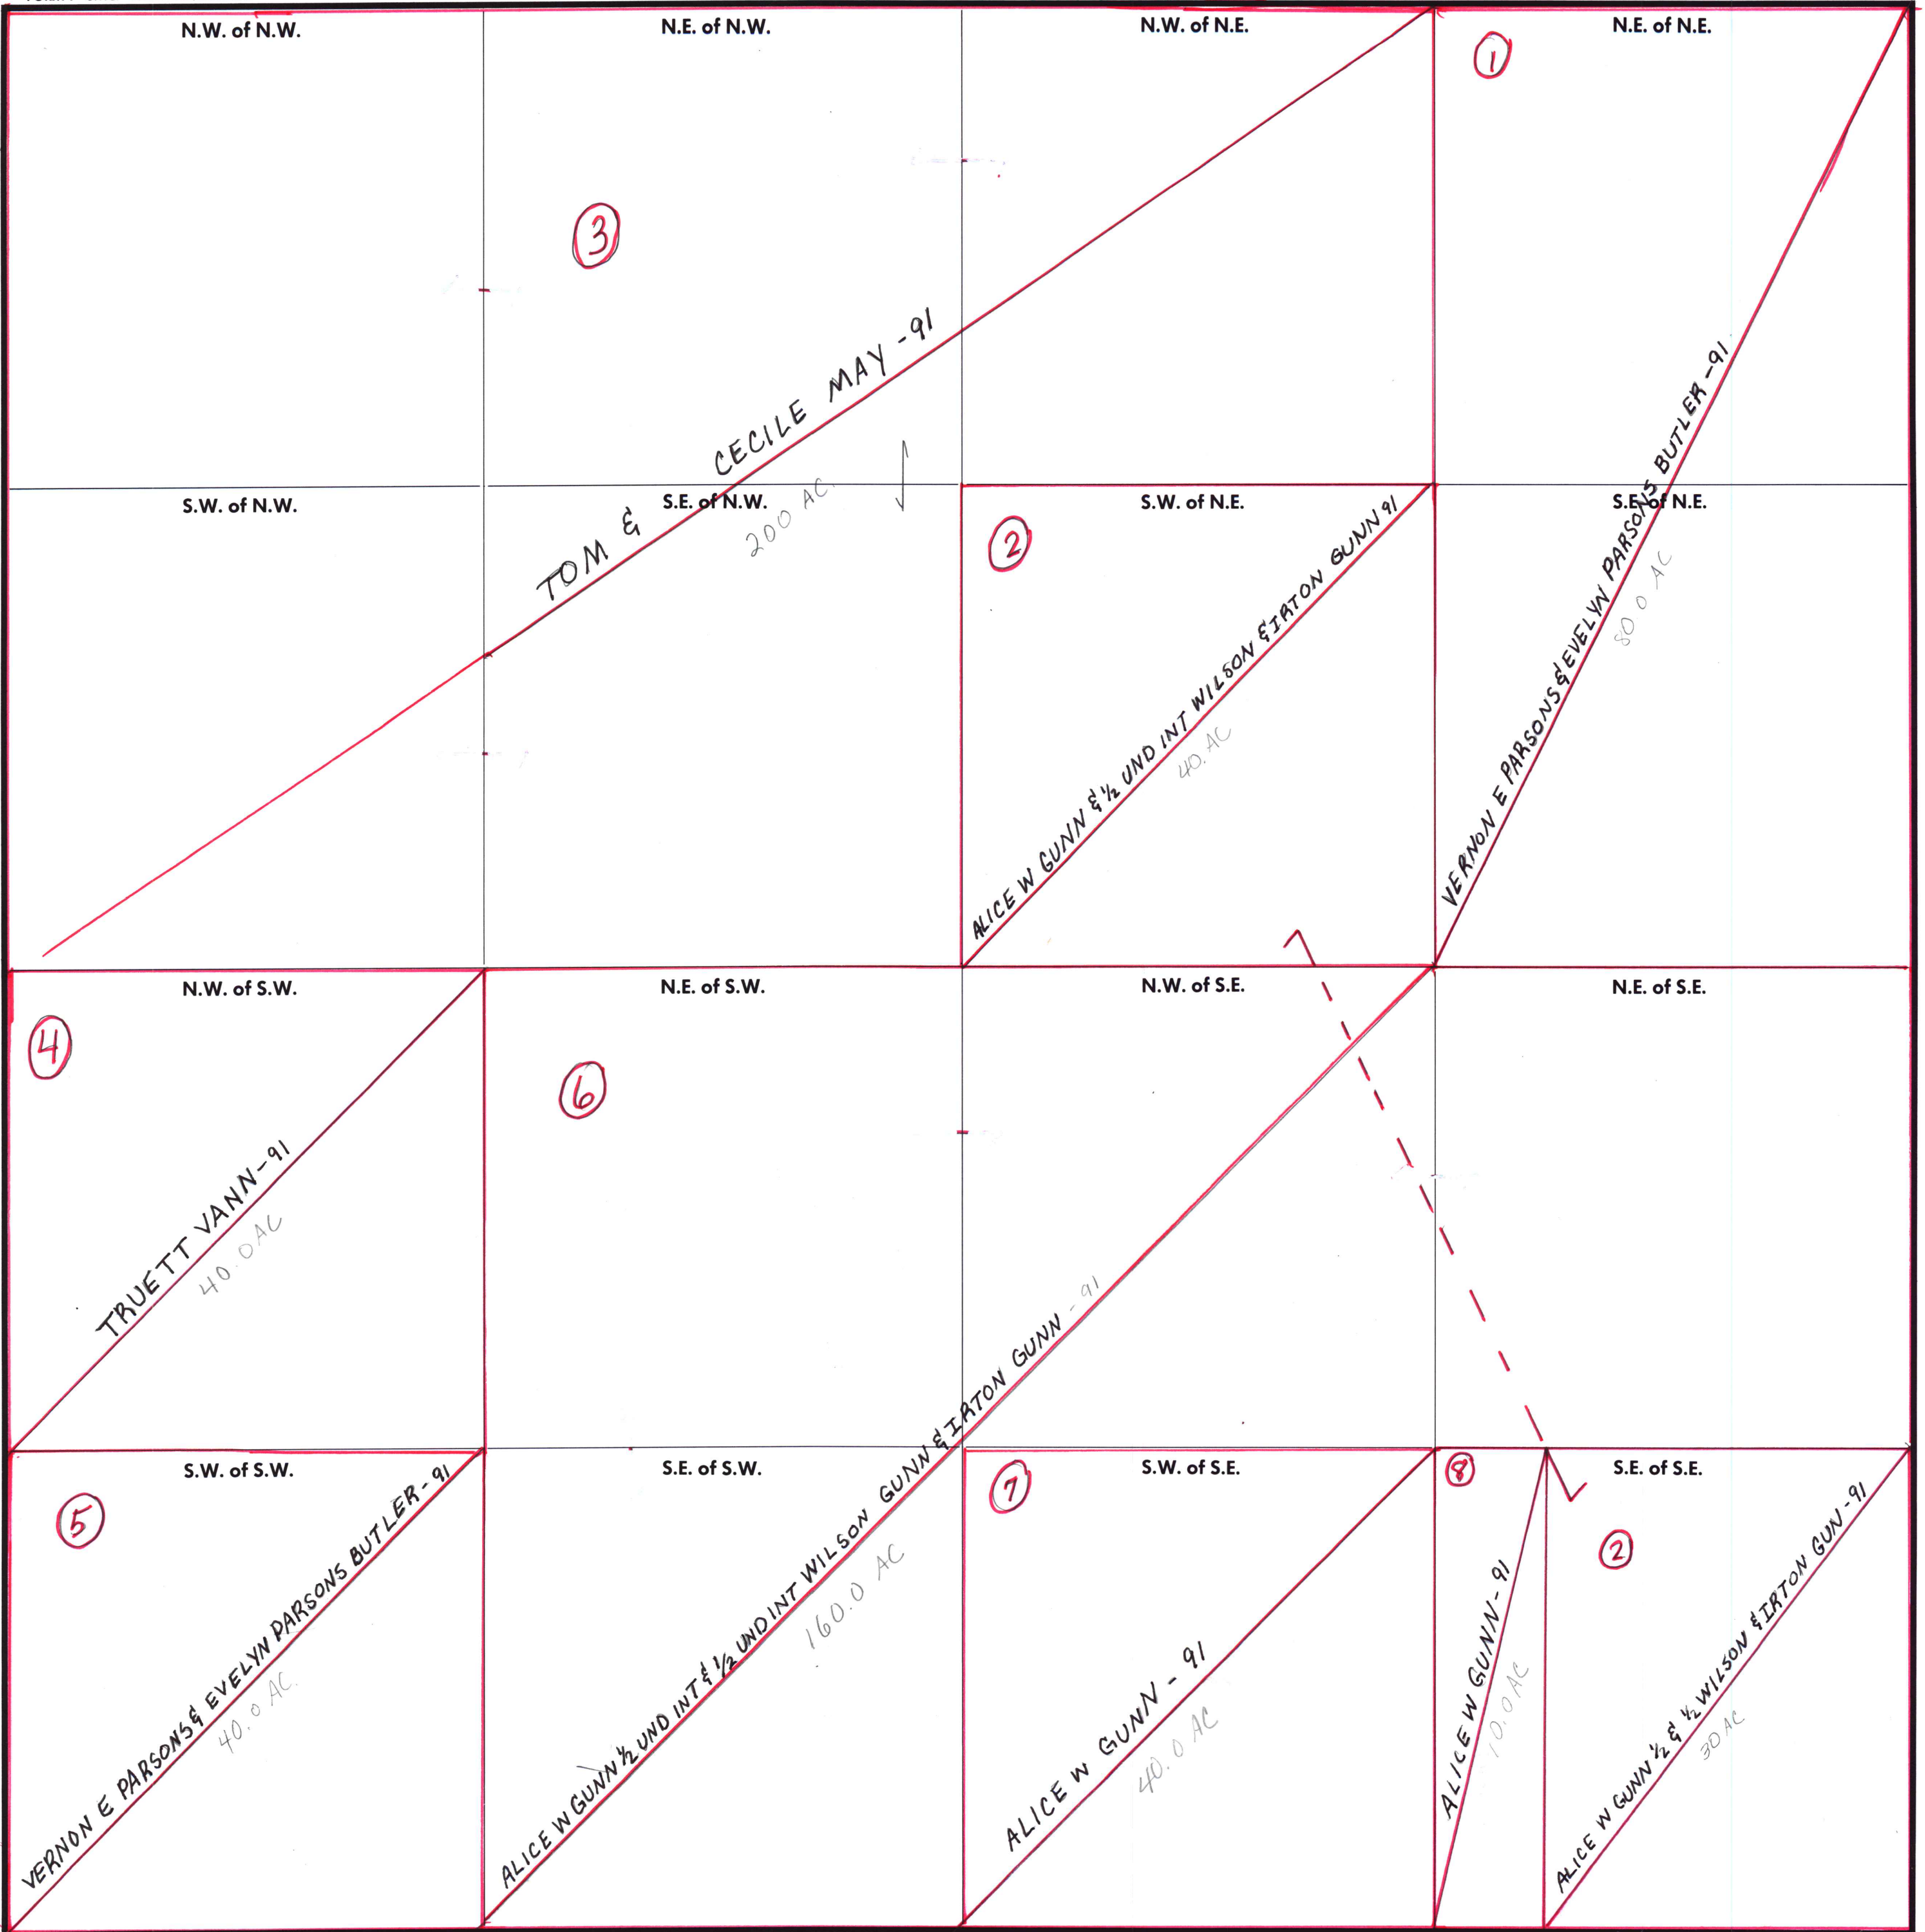 N.W. of N.W.
N.E. of N.W.
N.W. of N.E.
N.E. of N.E.
1
3
TOM & CECILE MAY - 91
200 AC.
VERNON E PARSONS & EVELYN PARSONS BUTLER - 91
80 0 AC
S.W. of N.W.
S.E. of N.W.
S.W. of N.E.
S.E. of N.E.
2
ALICE W GUNN & ½ UND INT WILSON & IRTON GUNN 91
40. AC
N.W. of S.W.
N.E. of S.W.
N.W. of S.E.
N.E. of S.E.
4
TRUETT VANN - 91
40.0 AC
6
ALICE W GUNN ½ UND INT & ½ UND INT WILSON GUNN & IRTON GUNN - 91
160.0 AC
S.W. of S.W.
S.E. of S.W.
S.W. of S.E.
S.E. of S.E.
5
VERNON E PARSONS & EVELYN PARSONS BUTLER - 91
40.0 AC.
7
ALICE W GUNN - 91
40.0 AC
8
ALICE W GUNN - 91
10.0 AC
2
ALICE W GUNN ½ & ½ WILSON & IRTON GUN - 91
30 AC